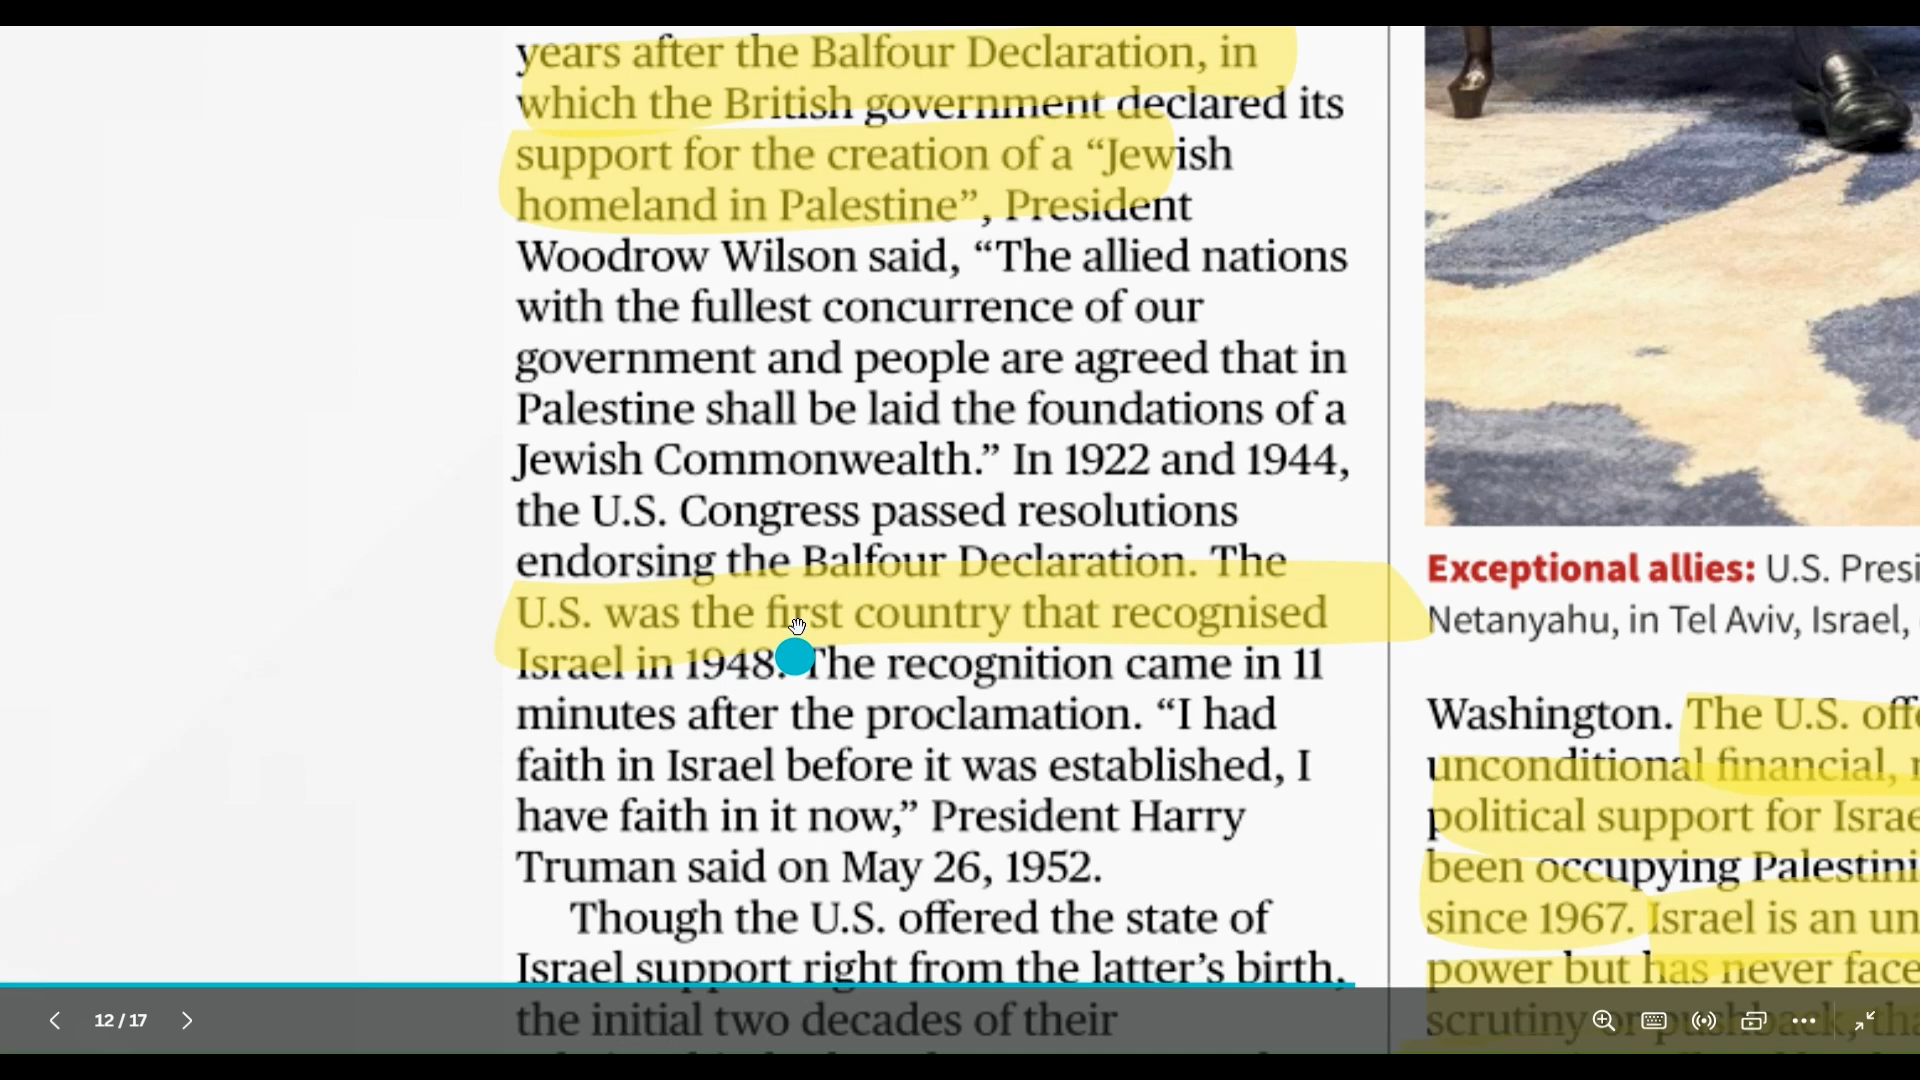 years after the Balfour Declaration, in
which the British government declared its
support for the creation of a “Jewish
homeland in Palestine”, President
Woodrow Wilson said, “The allied nations
with the fullest concurrence of our
government and people are agreed that in
Palestine shall be laid the foundations of a
Jewish Commonwealth.” In 1922 and 1944,
the U.S. Congress passed resolutions
endorsing the Balfour Declaration. The
U.S. was the first country that recognised
Israel in 1948. The recognition came in 11
minutes after the proclamation. “I had
faith in Israel before it was established, I
have faith in it now,” President Harry
Truman said on May 26, 1952.
Though the U.S. offered the state of
Israel support right from the latter’s birth,
the initial two decades of their
Exceptional allies: U.S. Presi
Netanyahu, in Tel Aviv, Israel,
Washington. The U.S. offe
unconditional financial,
political support for Israe
been occupying Palestini
since 1967. Israel is an un
power but has never face
scrutiny or pushback, tha
12 / 17